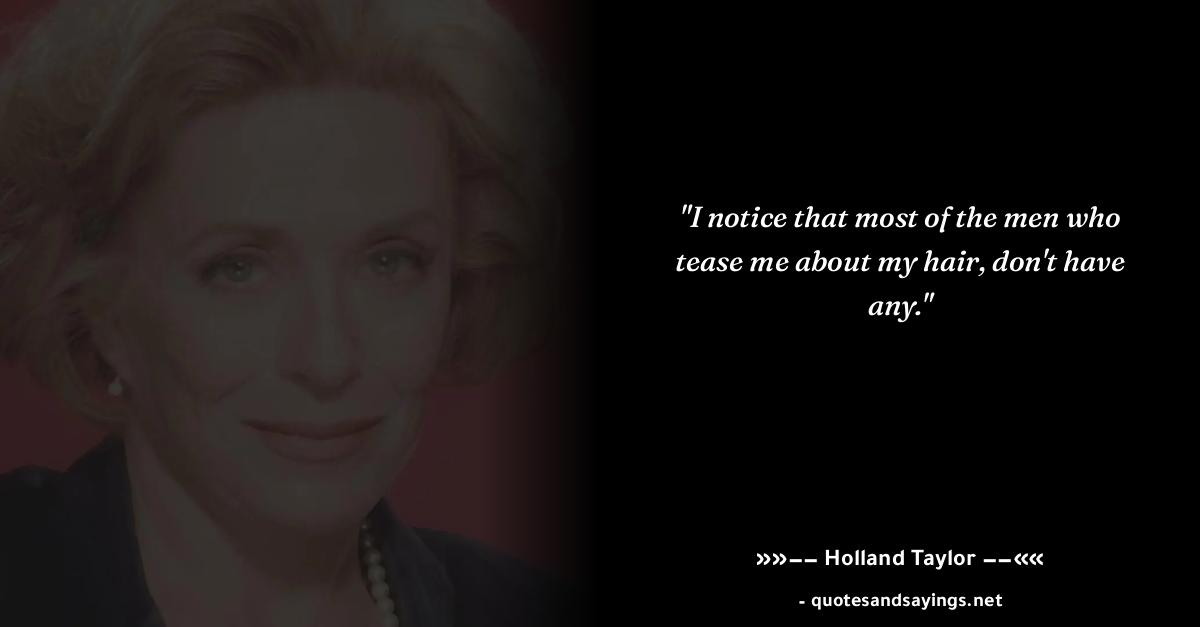 "I notice that most of the men who
tease me about my hair, don't have
any."
»»–– Holland Taylor ––««
- quotesandsayings.net